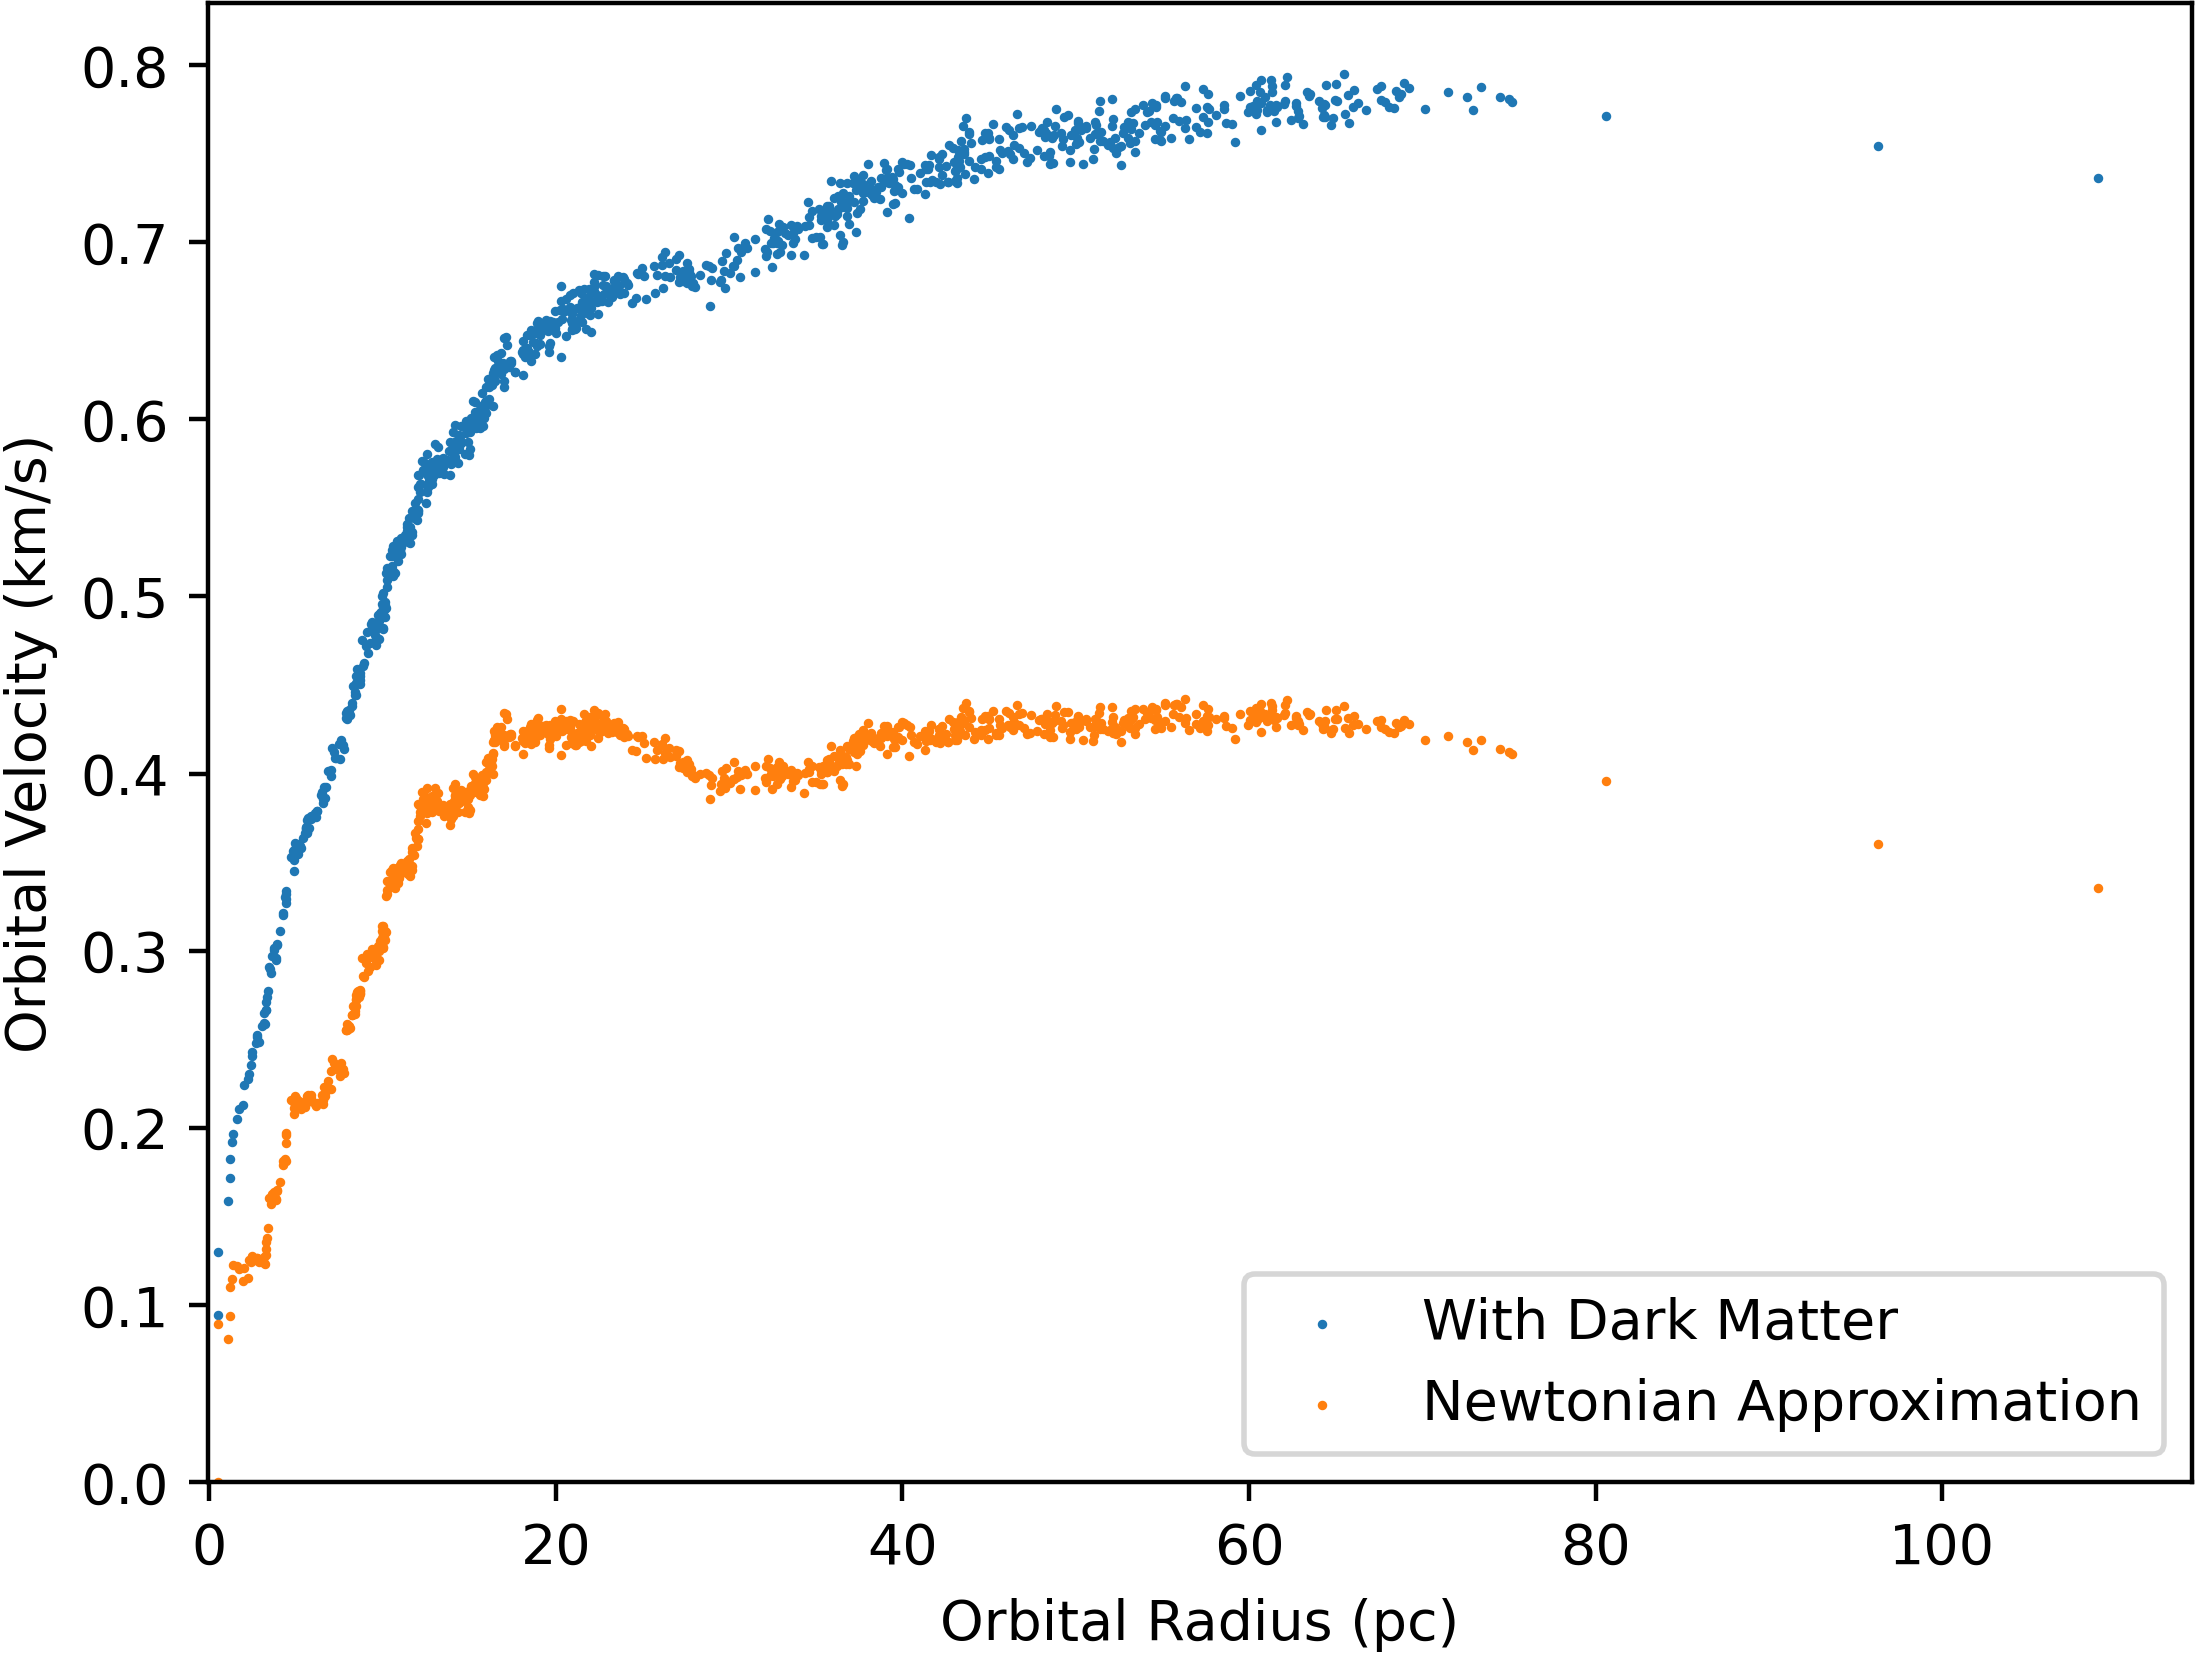 0.8
0.7
0.6
0.5
0.4
0.3
0.2
0.1
0.0
Orbital Velocity (km/s)
With Dark Matter
Newtonian Approximation
0 20 40 60 80 100
Orbital Radius (pc)